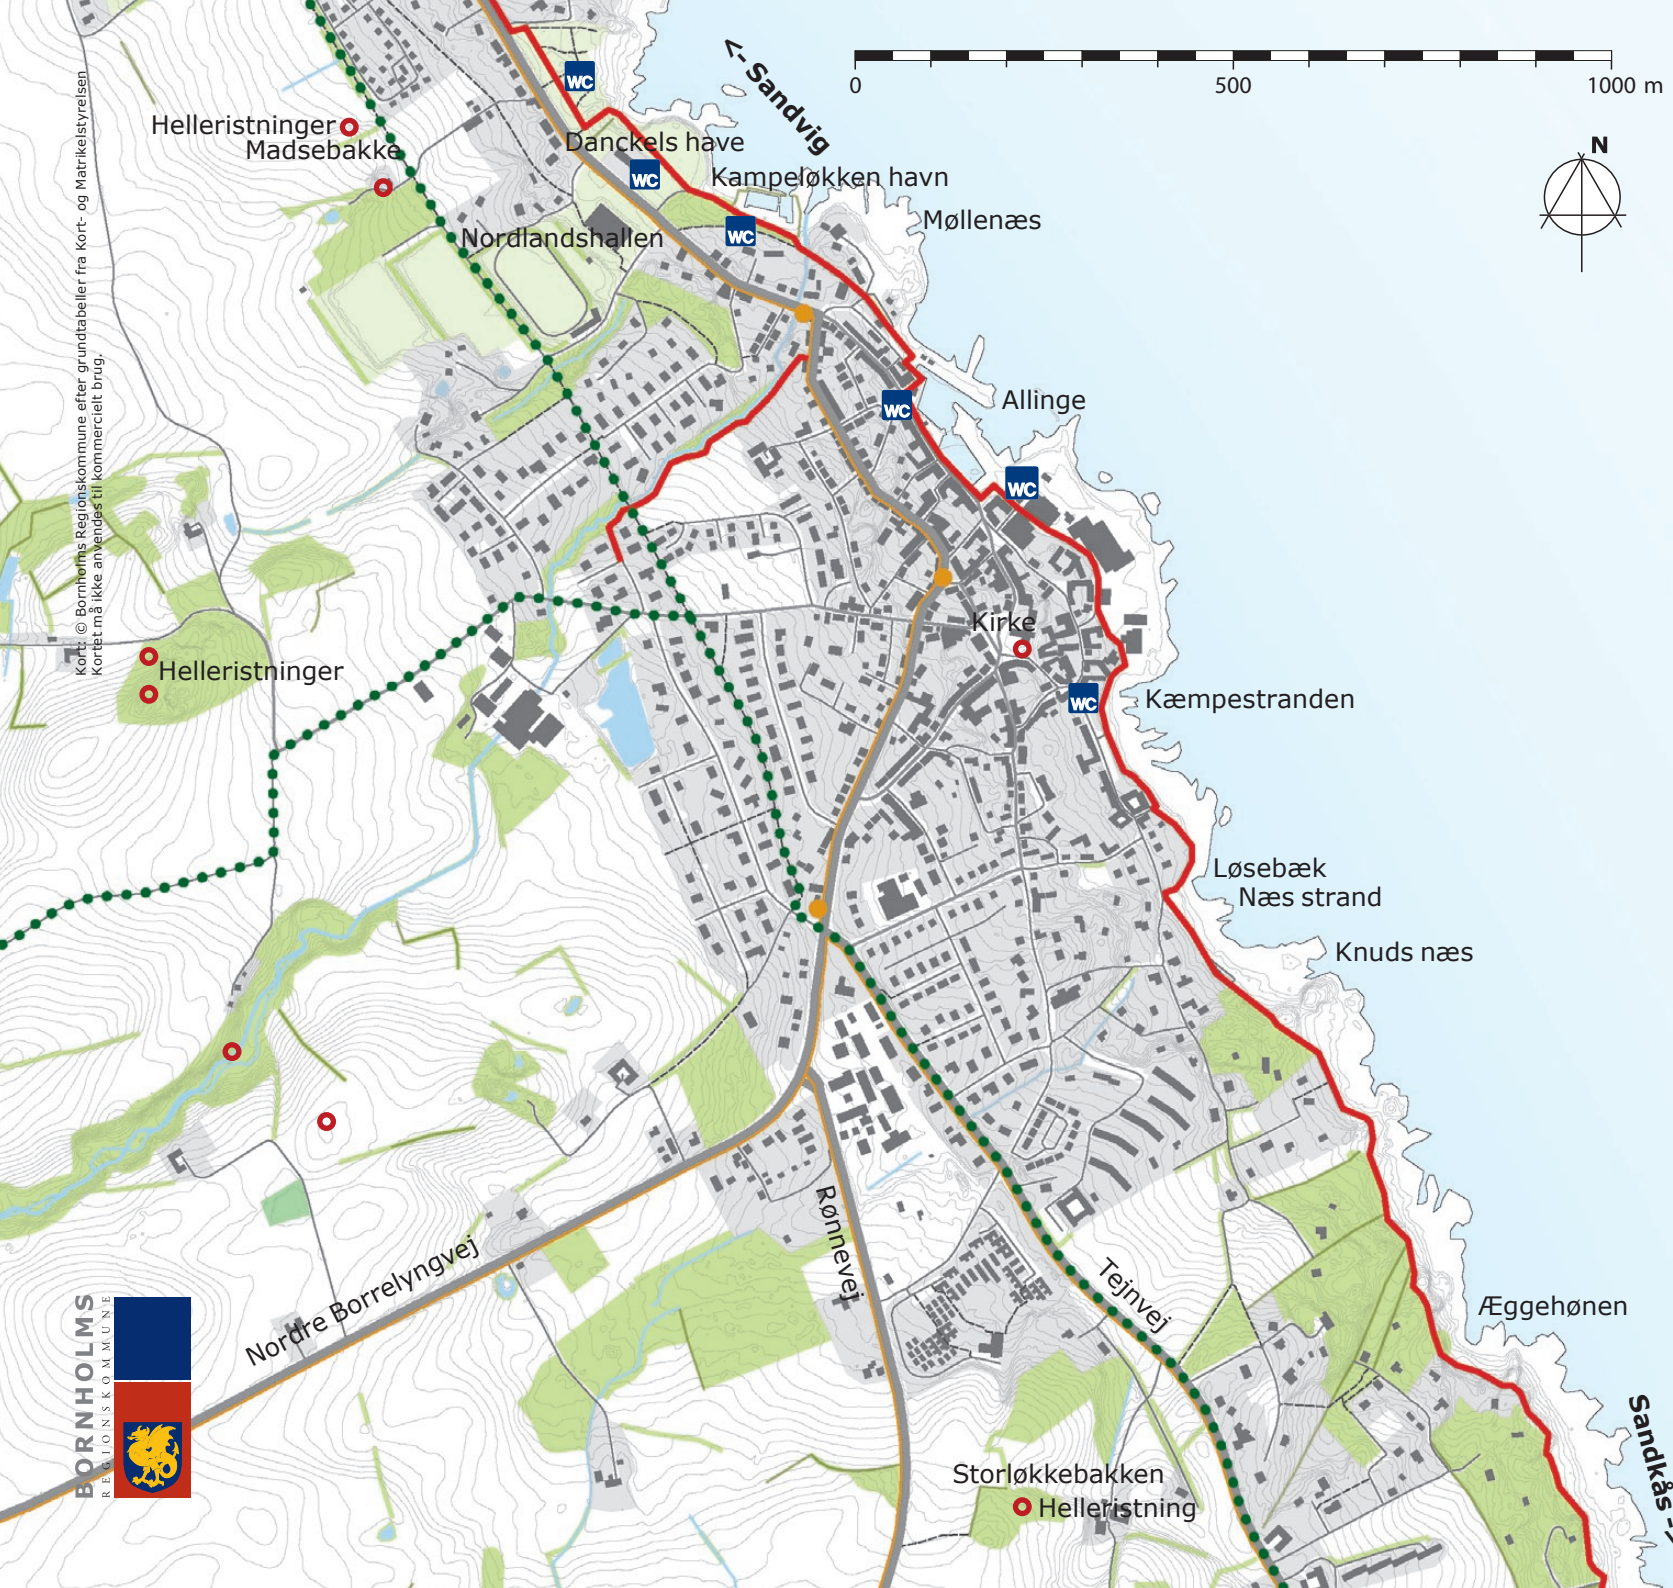 <- Sandvig
0 500 1000 m
N
WC
Helleristninger
Madsebakke
Danckels have
WC
Kampeløkken havn
WC
Møllenæs
Nordlandshallen
Kort: © Bornholms Regionskommune efter grundtabeller fra Kort- og Matrikelstyrelsen
Kortet må ikke anvendes til kommercielt brug.
WC
Allinge
WC
Kirke
Helleristninger
WC
Kæmpestranden
Løsebæk
Næs strand
Knuds næs
Rønnevej
Nordre Borrelyngvej
Tejnvej
Æggehønen
BORNHOLMS
REGIONSKOMMUNE
Storløkkebakken
Helleristning
Sandkås ->